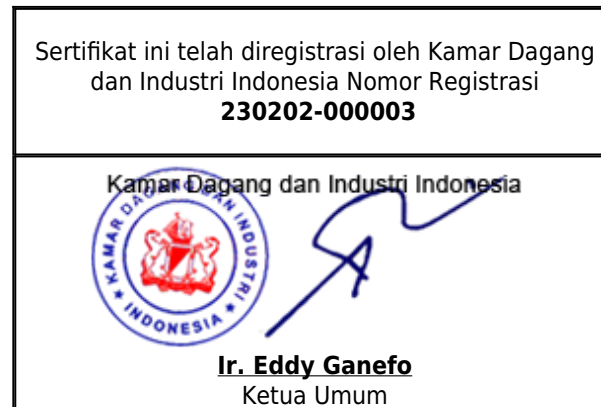 Sertifikat ini telah diregistrasi oleh Kamar Dagang
dan Industri Indonesia Nomor Registrasi
230202-000003
Kamar Dagang dan Industri Indonesia
KAMAR DAGANG DAN INDUSTRI
INDONESIA
Ir. Eddy Ganefo
Ketua Umum